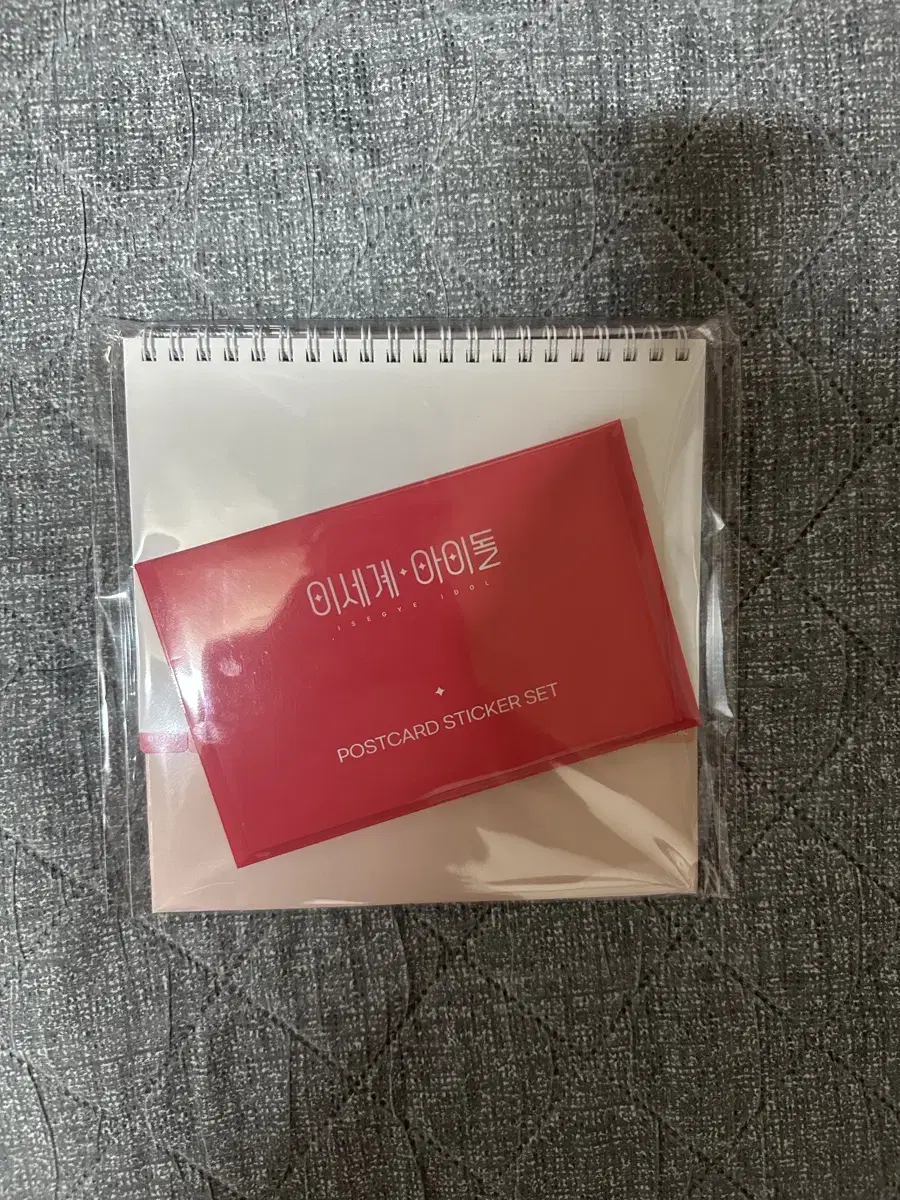 이세계 아이돌
ISEGYE IDOL
POSTCARD STICKER SET